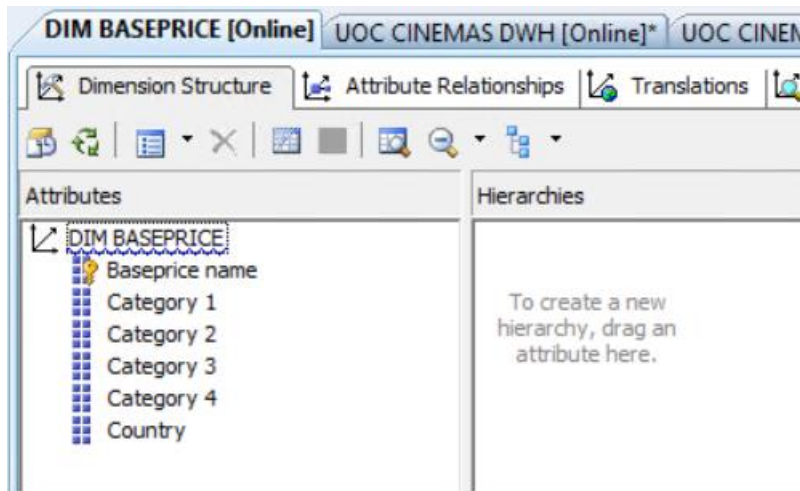 DIM BASEPRICE [Online] UOC CINEMAS DWH [Online]* UOC
Dimension Structure Attribute Relationships Translations
Attributes Hierarchies
DIM BASEPRICE
Baseprice name
Category 1
Category 2
Category 3
Category 4
Country
To create a new
hierarchy, drag an
attribute here.